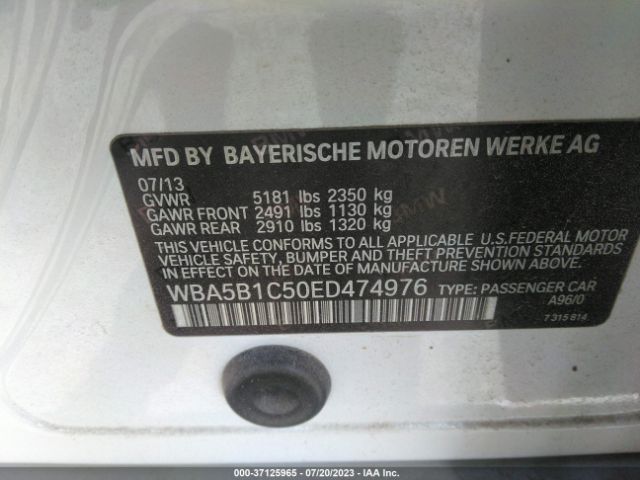 MFD BY BAYERISCHE MOTOREN WERKE AG
07/13
GVWR 5181 lbs 2350 kg
GAWR FRONT 2491 lbs 1130 kg
GAWR REAR 2910 lbs 1320 kg
THIS VEHICLE CONFORMS TO ALL APPLICABLE U.S.FEDERAL MOTOR
VEHICLE SAFETY, BUMPER, AND THEFT PREVENTION STANDARDS
IN EFFECT ON THE DATE OF MANUFACTURE SHOWN ABOVE.
WBA5B1C50ED474976 TYPE: PASSENGER CAR
A96/0
7315814
000-37125965 - 07/20/2023 - IAA Inc.